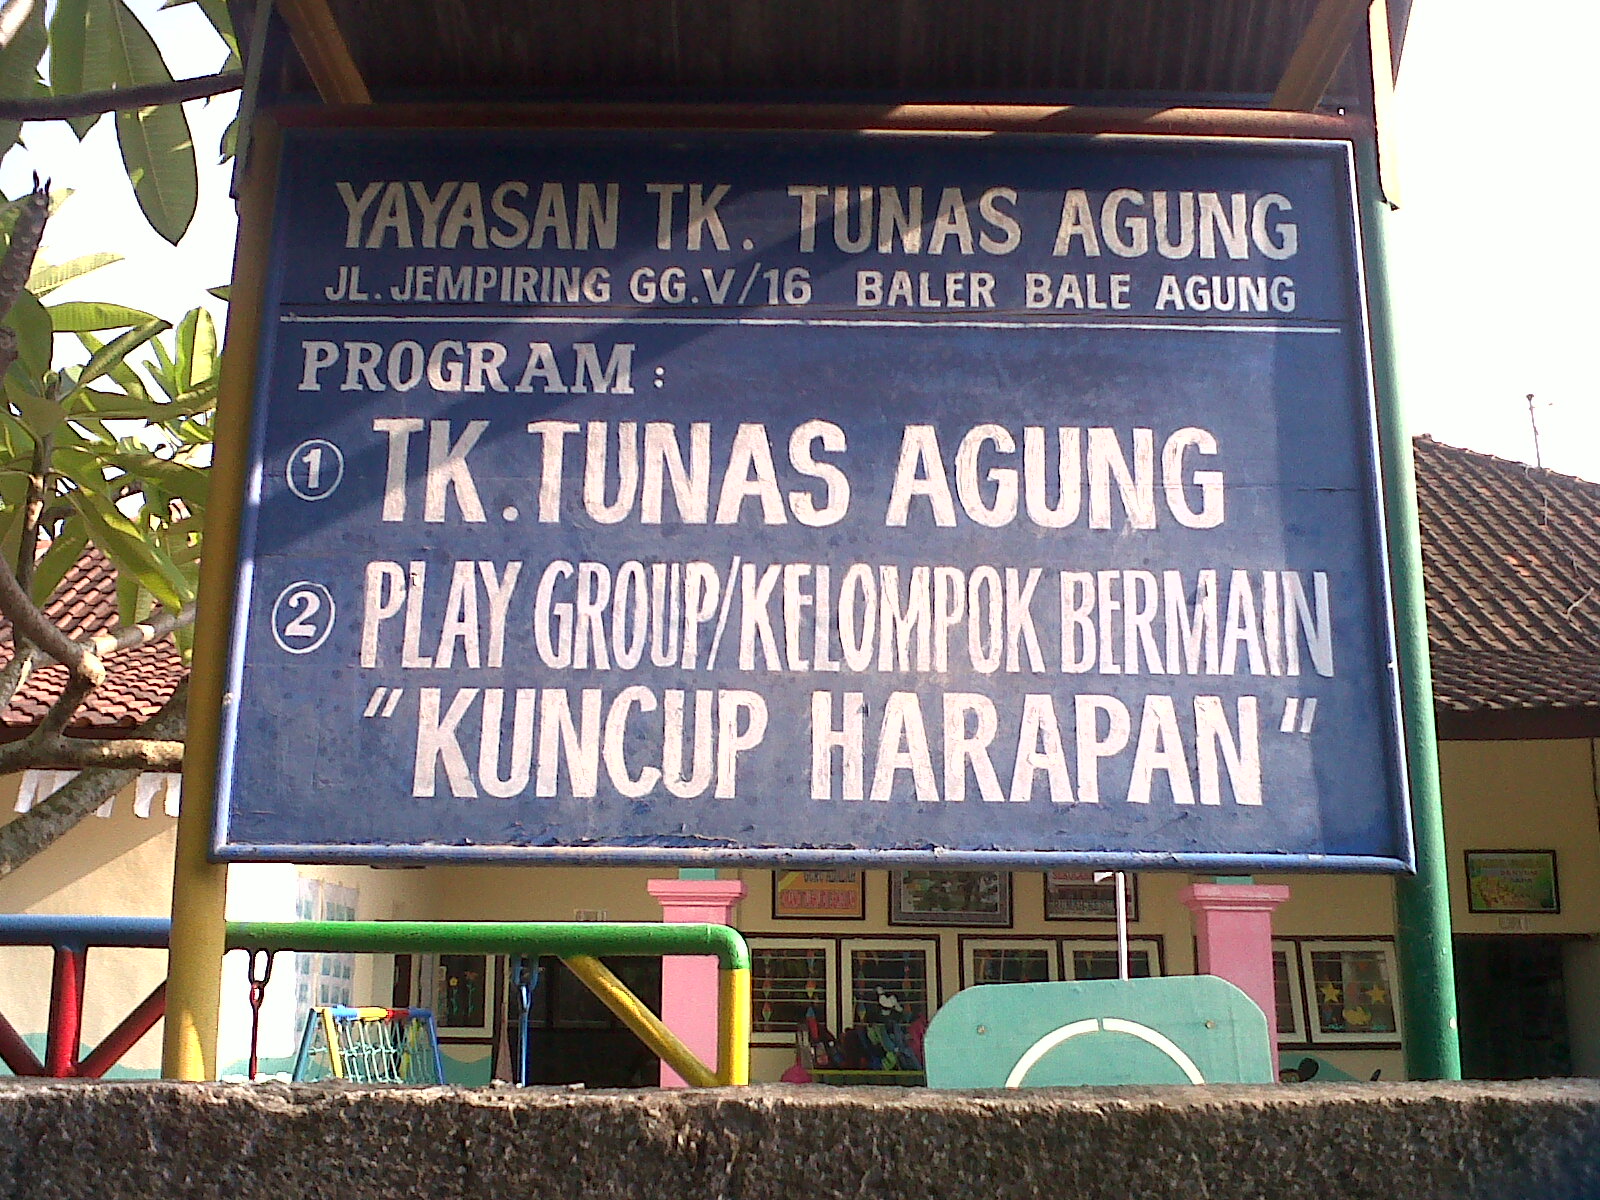 YAYASAN TK. TUNAS AGUNG
JL. JEMPIRING GG.V/16 BALER BALE AGUNG
PROGRAM :
1 TK.TUNAS AGUNG
2 PLAY GROUP/KELOMPOK BERMAIN
"KUNCUP HARAPAN"